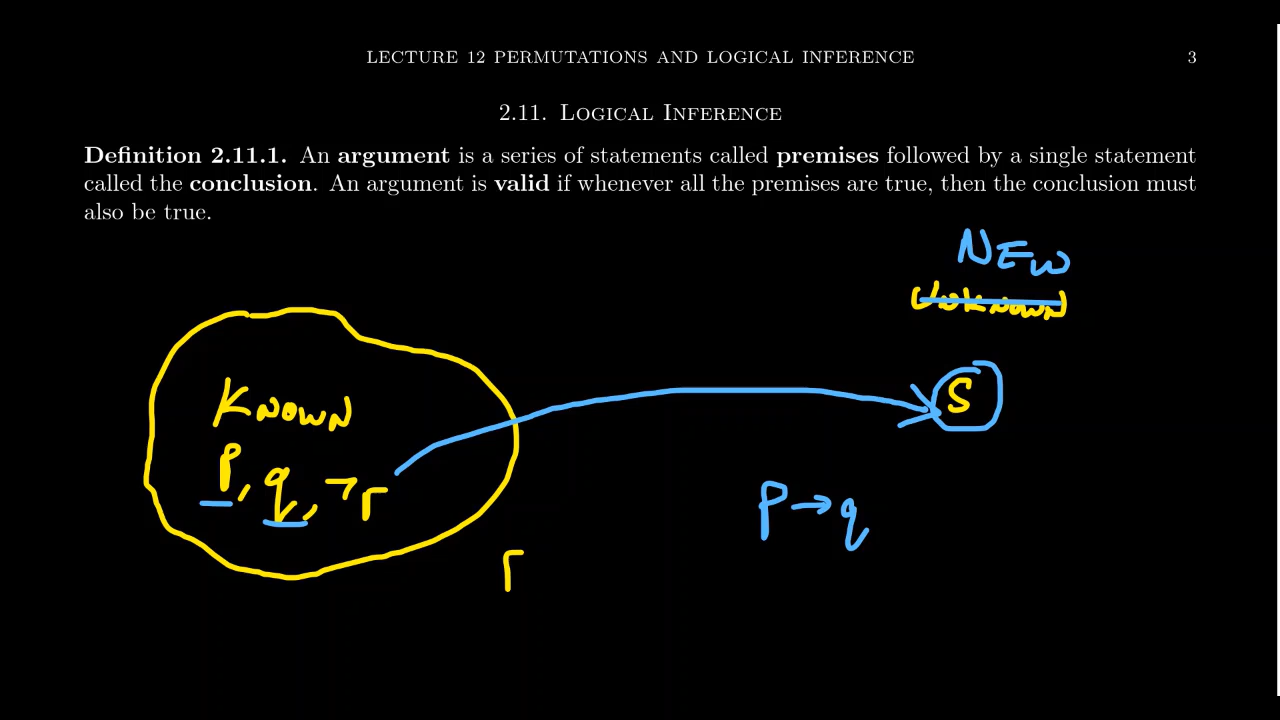 LECTURE 12 PERMUTATIONS AND LOGICAL INFERENCE 3
2.11. LOGICAL INFERENCE
Definition 2.11.1. An argument is a series of statements called premises followed by a single statement
called the conclusion. An argument is valid if whenever all the premises are true, then the conclusion must
also be true.
NEW
UNKNOWN
KNOWN
S
p, q, ¬r
p→q
r